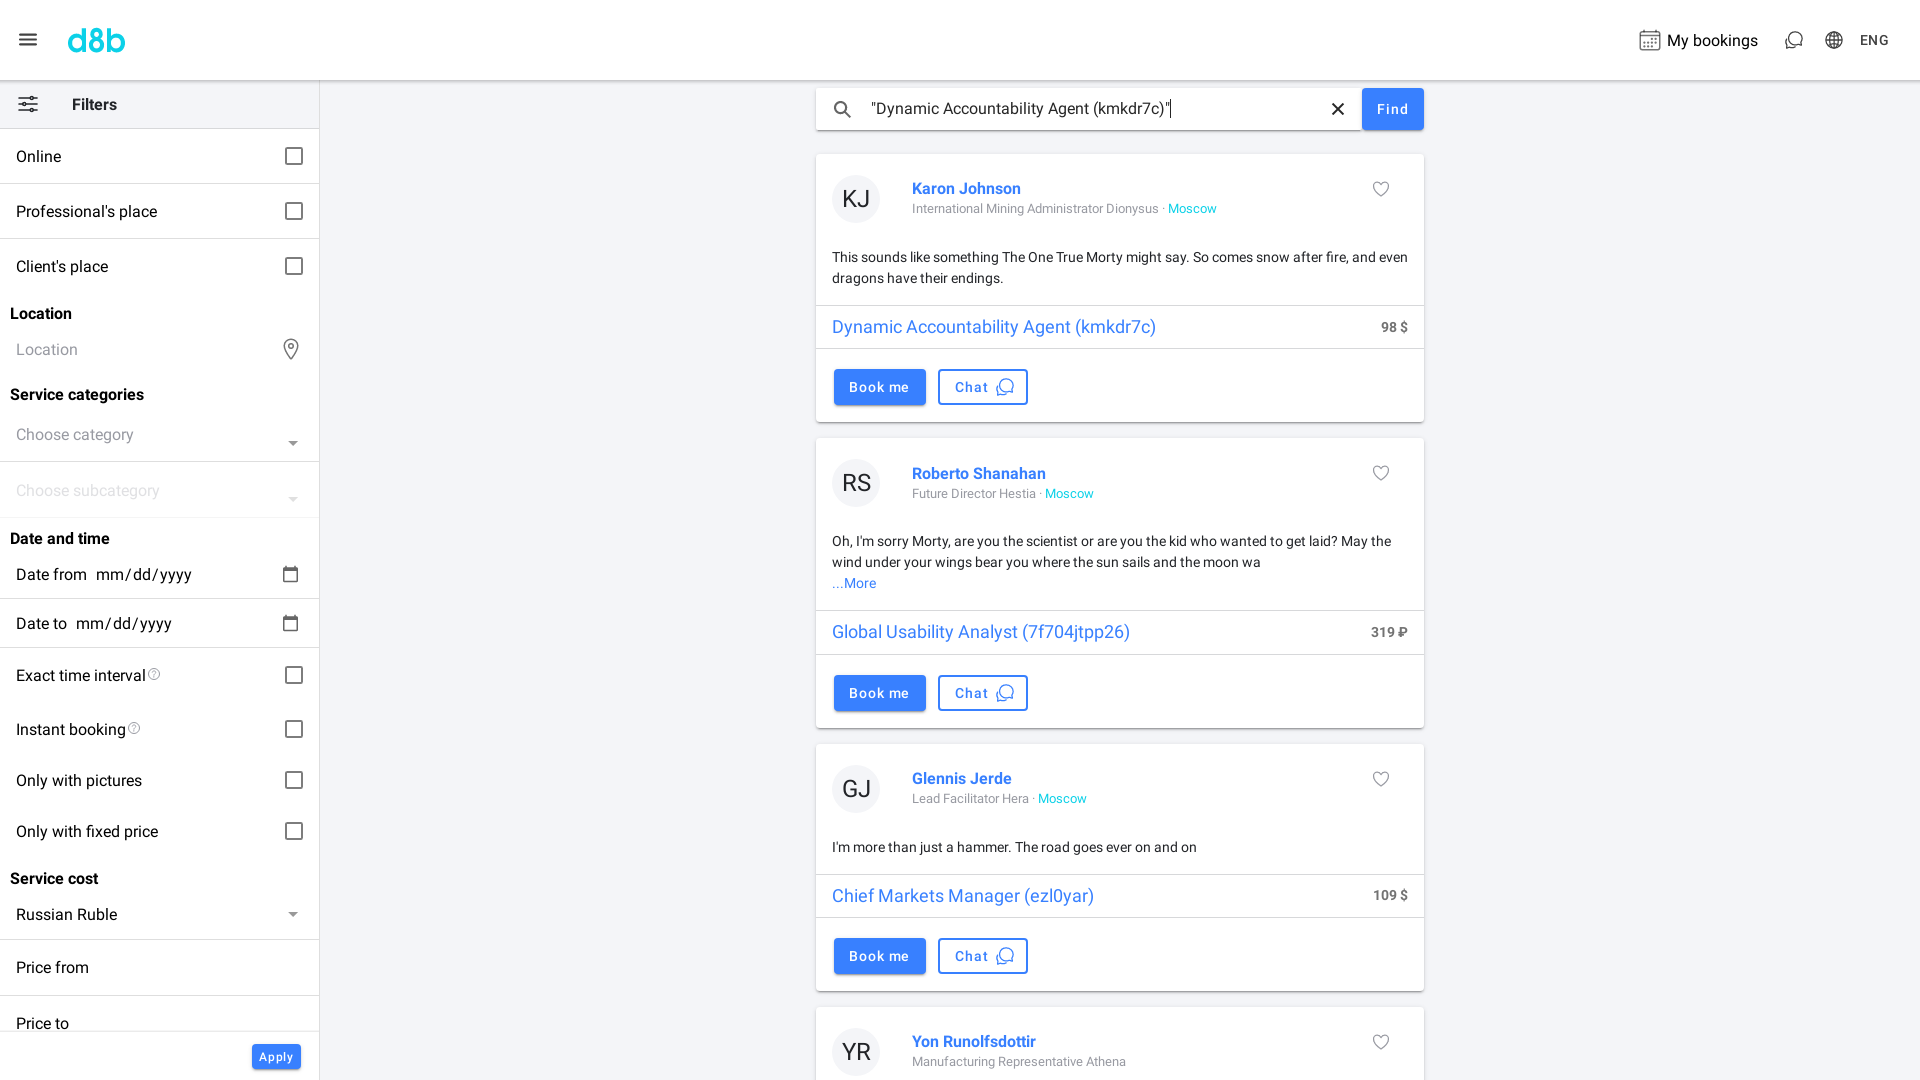 d8b
My bookings
ENG
Filters
Online
Professional's place
Client's place
Location
Location
Service categories
Choose category
Choose subcategory
Date and time
Date from mm/dd/yyyy
Date to mm/dd/yyyy
Exact time interval
Instant booking
Only with pictures
Only with fixed price
Service cost
Russian Ruble
Price from
Price to
Apply
"Dynamic Accountability Agent (kmkdr7c)"
Find
KJ
Karon Johnson
International Mining Administrator Dionysus · Moscow
This sounds like something The One True Morty might say. So comes snow after fire, and even
dragons have their endings.
Dynamic Accountability Agent (kmkdr7c) 98 $
Book me Chat
RS
Roberto Shanahan
Future Director Hestia · Moscow
Oh, I'm sorry Morty, are you the scientist or are you the kid who wanted to get laid? May the
wind under your wings bear you where the sun sails and the moon wa
...More
Global Usability Analyst (7f704jtpp26) 319 ₽
Book me Chat
GJ
Glennis Jerde
Lead Facilitator Hera · Moscow
I'm more than just a hammer. The road goes ever on and on
Chief Markets Manager (ezl0yar) 109 $
Book me Chat
YR
Yon Runolfsdottir
Manufacturing Representative Athena